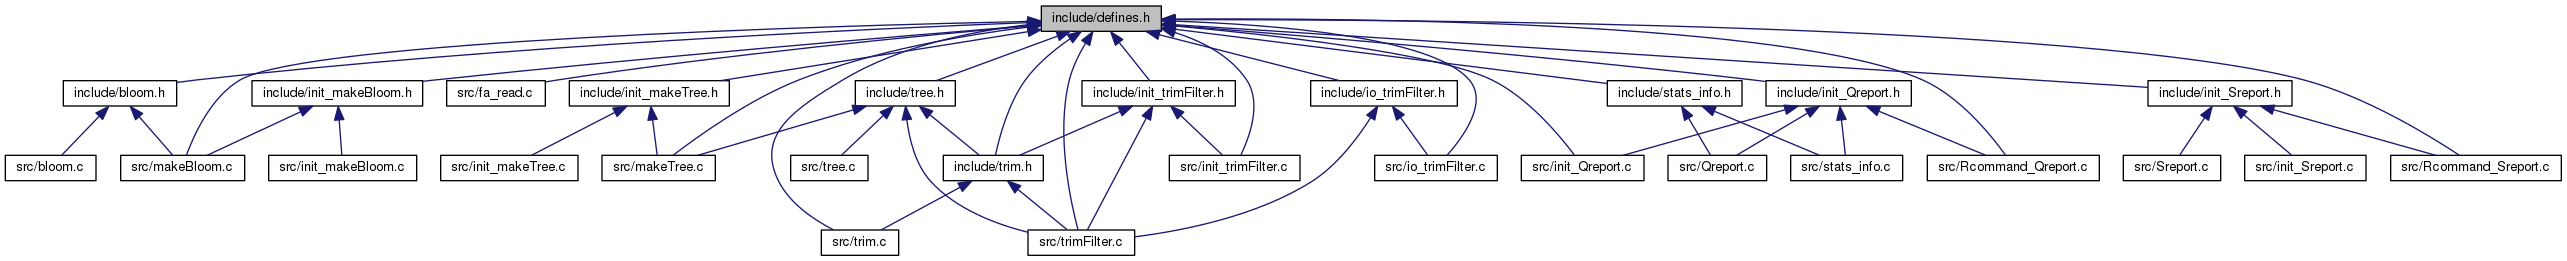 include/defines.h
include/bloom.h
include/init_makeBloom.h
src/fa_read.c
include/init_makeTree.h
include/tree.h
include/init_trimFilter.h
include/io_trimFilter.h
include/stats_info.h
include/init_Qreport.h
include/init_Sreport.h
src/bloom.c
src/makeBloom.c
src/init_makeBloom.c
src/init_makeTree.c
src/makeTree.c
src/tree.c
include/trim.h
src/init_trimFilter.c
src/io_trimFilter.c
src/init_Qreport.c
src/Qreport.c
src/stats_info.c
src/Rcommand_Qreport.c
src/Sreport.c
src/init_Sreport.c
src/Rcommand_Sreport.c
src/trim.c
src/trimFilter.c